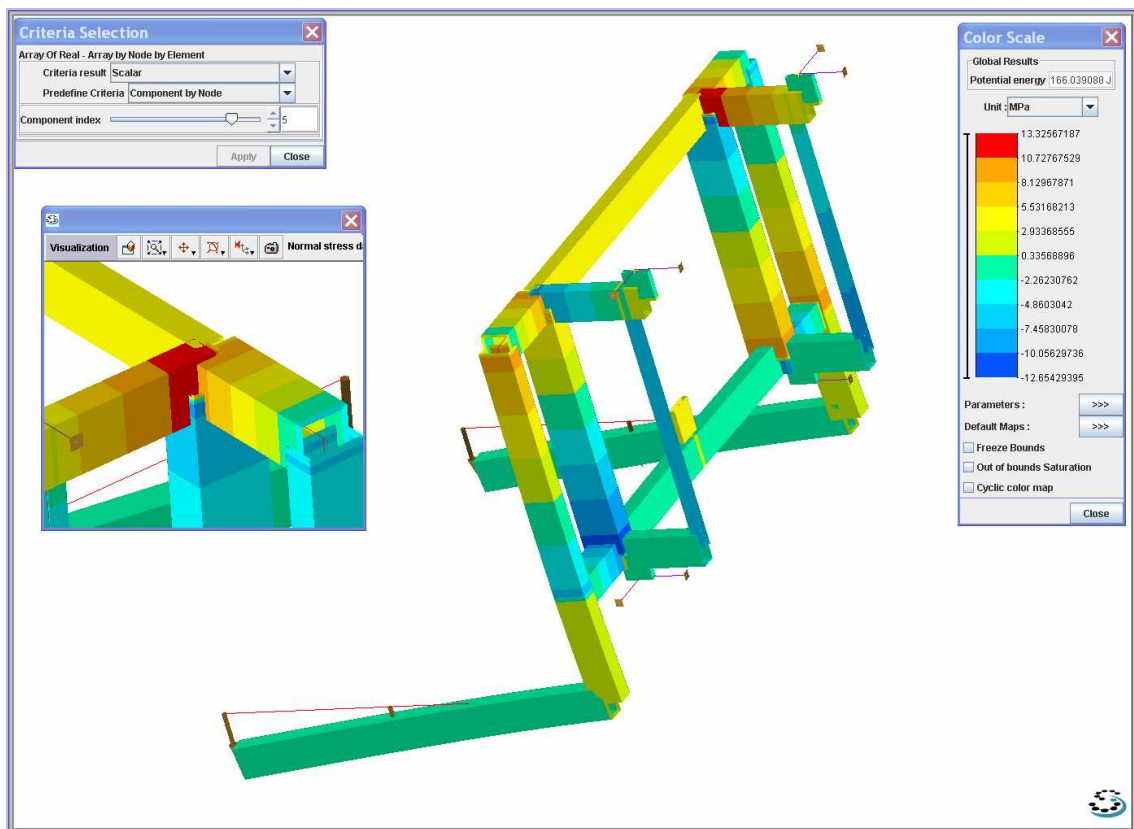 Criteria Selection
Array Of Real - Array by Node by Element
Criteria result Scalar
Predefine Criteria Component by Node
Component index 5
Apply Close
Visualization Normal stress
Color Scale
Global Results
Potential energy 166.039088 J
Unit : MPa
13.32567187
10.72767529
8.12967871
5.53168213
2.93368555
0.33568896
-2.26230762
-4.8603042
-7.45830078
-10.05629736
-12.65429395
Parameters : >>>
Default Maps : >>>
Freeze Bounds
Out of bounds Saturation
Cyclic color map
Close